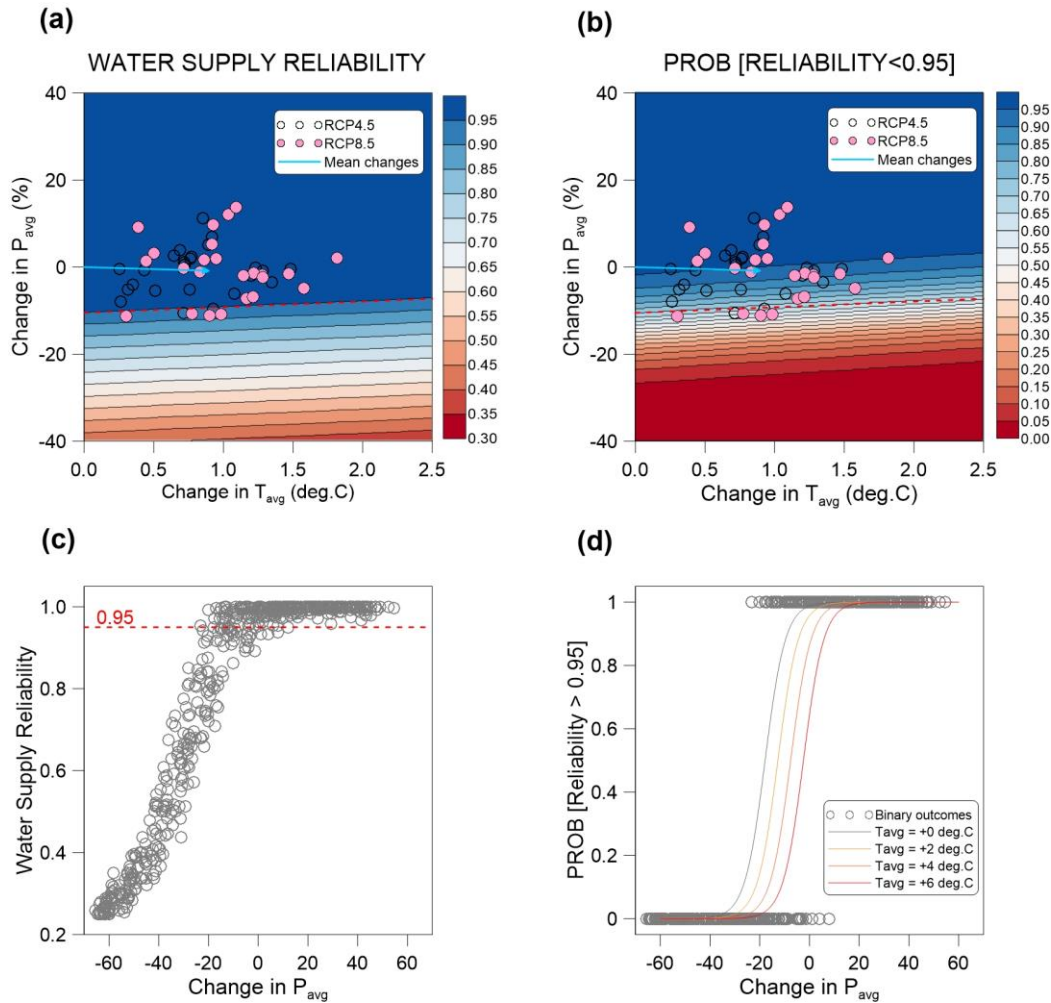 (a)
WATER SUPPLY RELIABILITY
40
20
0
-20
-40
Change in Pavg (%)
0.0 0.5 1.0 1.5 2.0 2.5
Change in Tavg (deg.C)
RCP4.5
RCP8.5
Mean changes
0.95
0.90
0.85
0.80
0.75
0.70
0.65
0.60
0.55
0.50
0.45
0.40
0.35
0.30
(b)
PROB [RELIABILITY<0.95]
40
20
0
-20
-40
Change in Pavg (%)
0.0 0.5 1.0 1.5 2.0 2.5
Change in Tavg (deg.C)
RCP4.5
RCP8.5
Mean changes
0.95
0.90
0.85
0.80
0.75
0.70
0.65
0.60
0.55
0.50
0.45
0.40
0.35
0.30
0.25
0.20
0.15
0.10
0.05
0.00
(c)
1.0
0.8
0.6
0.4
0.2
Water Supply Reliability
0.95
-60 -40 -20 0 20 40 60
Change in Pavg
(d)
1
0.8
0.6
0.4
0.2
0
PROB [Reliability > 0.95]
Binary outcomes
Tavg = +0 deg.C
Tavg = +2 deg.C
Tavg = +4 deg.C
Tavg = +6 deg.C
-60 -40 -20 0 20 40 60
Change in Pavg